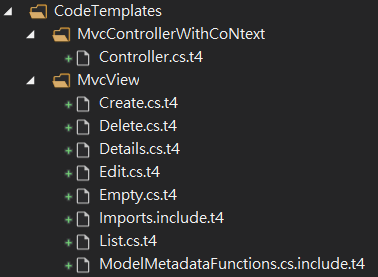 CodeTemplates
MvcControllerWithCoNtext
Controller.cs.t4
MvcView
Create.cs.t4
Delete.cs.t4
Details.cs.t4
Edit.cs.t4
Empty.cs.t4
Imports.include.t4
List.cs.t4
ModelMetadataFunctions.cs.include.t4